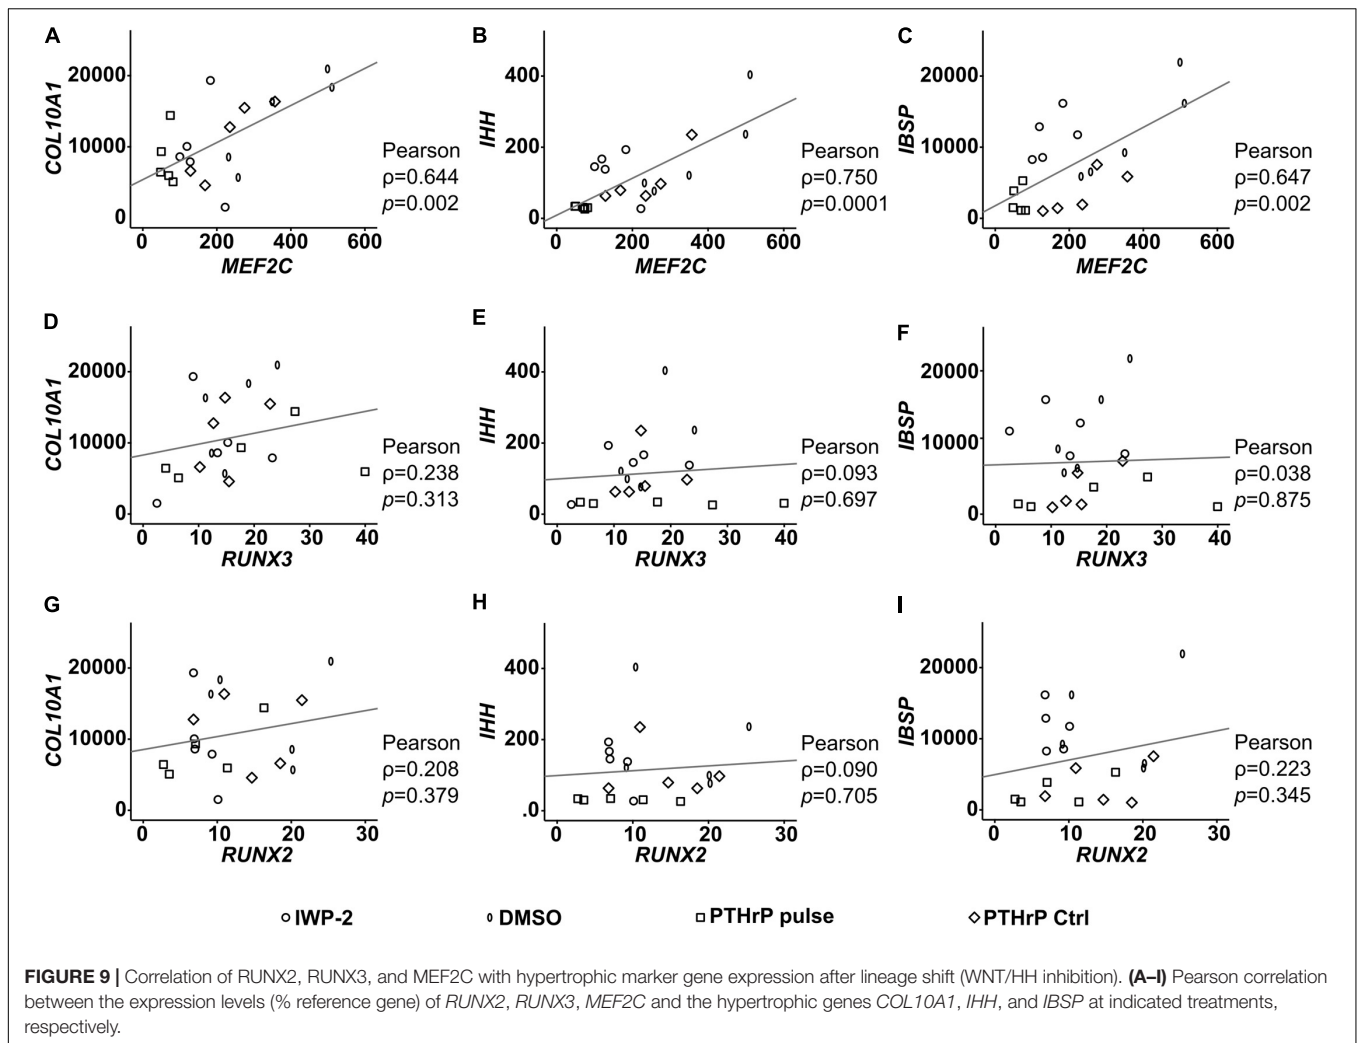 A
COL10A1
20000
10000
0
0 200 400 600
MEF2C
Pearson
ρ=0.644
p=0.002
B
IHH
400
200
0
0 200 400 600
MEF2C
Pearson
ρ=0.750
p=0.0001
C
IBSP
20000
10000
0
0 200 400 600
MEF2C
Pearson
ρ=0.647
p=0.002
D
COL10A1
20000
10000
0
0 10 20 30 40
RUNX3
Pearson
ρ=0.238
p=0.313
E
IHH
400
200
0
0 10 20 30 40
RUNX3
Pearson
ρ=0.093
p=0.697
F
IBSP
20000
10000
0
0 10 20 30 40
RUNX3
Pearson
ρ=0.038
p=0.875
G
COL10A1
20000
10000
0
0 10 20 30
RUNX2
Pearson
ρ=0.208
p=0.379
H
IHH
400
200
.0
0 10 20 30
RUNX2
Pearson
ρ=0.090
p=0.705
I
IBSP
20000
10000
0
0 10 20 30
RUNX2
Pearson
ρ=0.223
p=0.345
IWP-2 DMSO PTHrP pulse PTHrP Ctrl
FIGURE 9 | Correlation of RUNX2, RUNX3, and MEF2C with hypertrophic marker gene expression after lineage shift (WNT/HH inhibition). (A–I) Pearson correlation
between the expression levels (% reference gene) of RUNX2, RUNX3, MEF2C and the hypertrophic genes COL10A1, IHH, and IBSP at indicated treatments,
respectively.